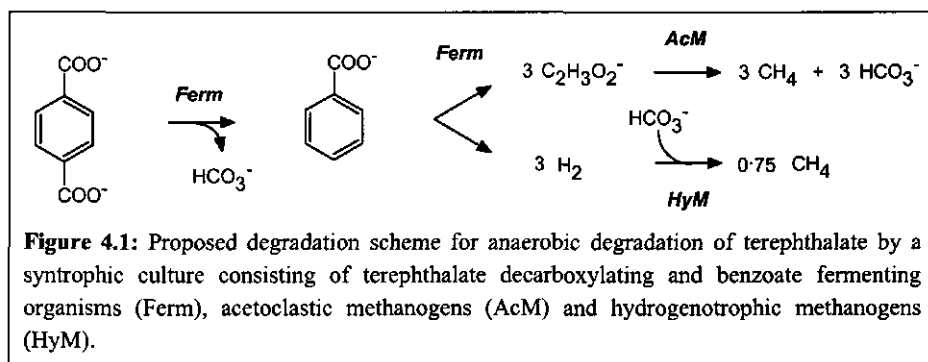 COO⁻
COO⁻
Ferm
HCO₃⁻
COO⁻
Ferm
3 C₂H₃O₂⁻
AcM
3 CH₄ + 3 HCO₃⁻
HCO₃⁻
3 H₂
0·75 CH₄
HyM
Figure 4.1: Proposed degradation scheme for anaerobic degradation of terephthalate by a
syntrophic culture consisting of terephthalate decarboxylating and benzoate fermenting
organisms (Ferm), acetoclastic methanogens (AcM) and hydrogenotrophic methanogens
(HyM).